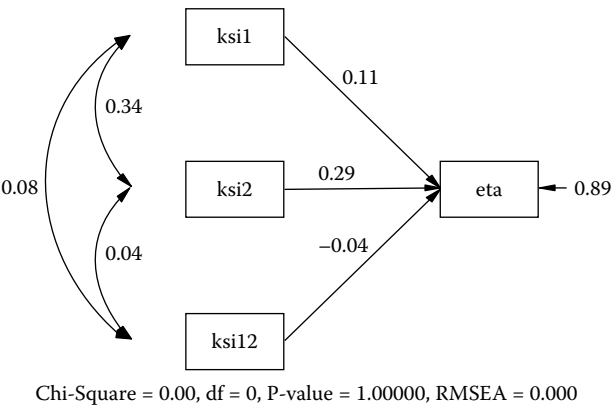 ksi1
0.11
0.34
0.08
ksi2
0.29
eta
0.89
0.04
−0.04
ksi12
Chi-Square = 0.00, df = 0, P-value = 1.00000, RMSEA = 0.000